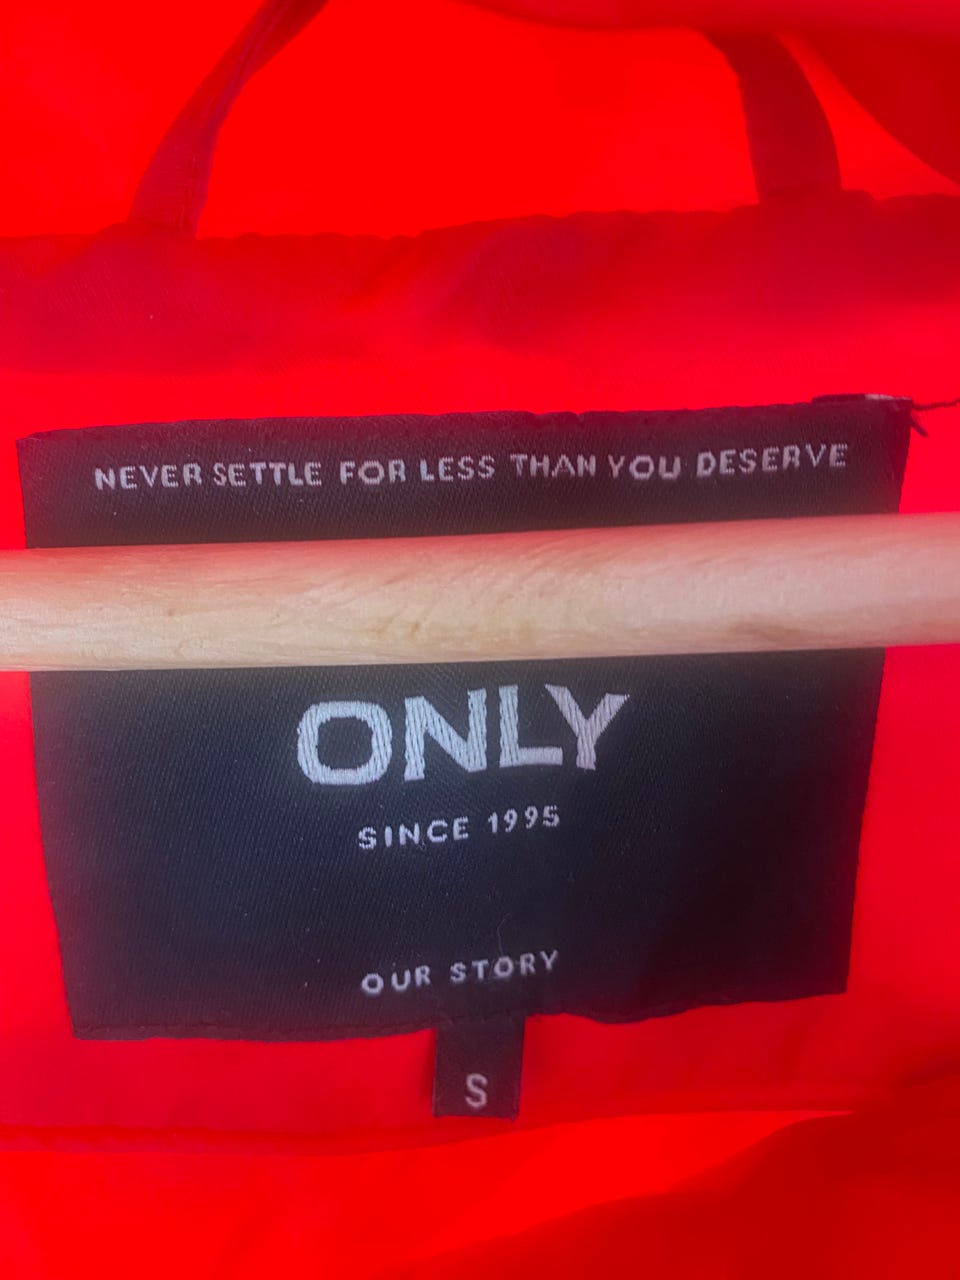 NEVER SETTLE FOR LESS THAN YOU DESERVE
ONLY
SINCE 1995
OUR STORY
S